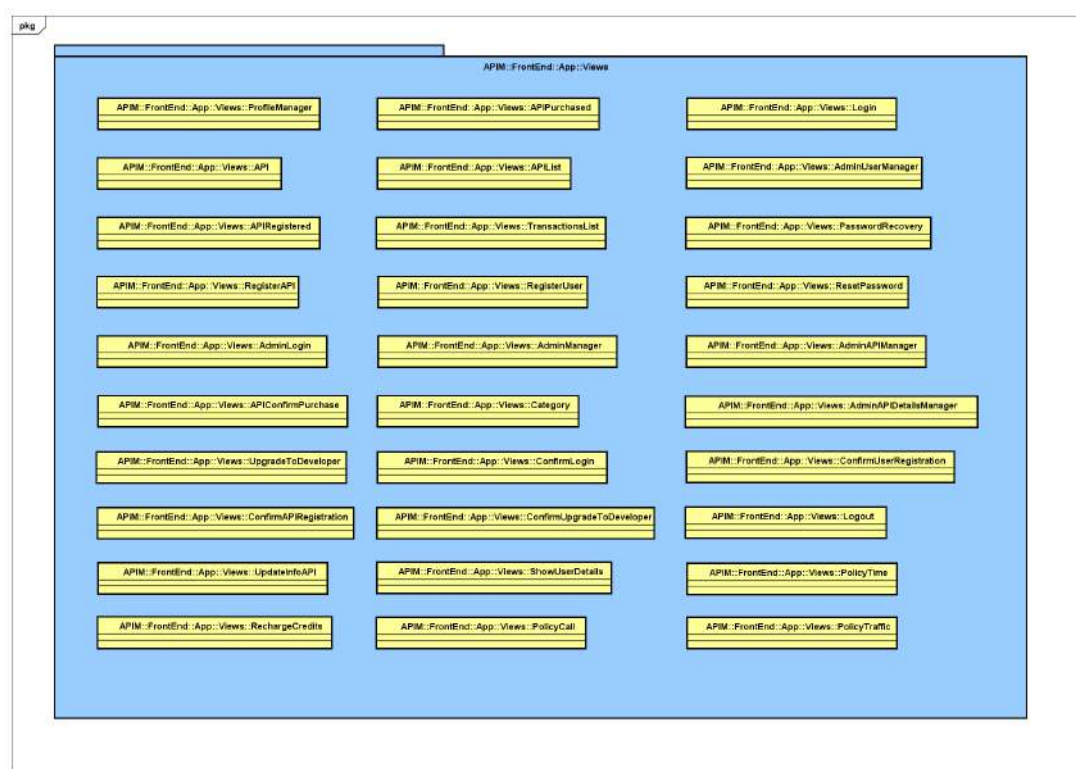 pkg
APIM::FrontEnd::App::Views
APIM::FrontEnd::App::Views::ProfileManager
APIM::FrontEnd::App::Views::APIPurchased
APIM::FrontEnd::App::Views::Login
APIM::FrontEnd::App::Views::API
APIM::FrontEnd::App::Views::APIList
APIM::FrontEnd::App::Views::AdminUserManager
APIM::FrontEnd::App::Views::APIRegistered
APIM::FrontEnd::App::Views::TransactionsList
APIM::FrontEnd::App::Views::PasswordRecovery
APIM::FrontEnd::App::Views::RegisterAPI
APIM::FrontEnd::App::Views::RegisterUser
APIM::FrontEnd::App::Views::ResetPassword
APIM::FrontEnd::App::Views::AdminLogin
APIM::FrontEnd::App::Views::AdminManager
APIM::FrontEnd::App::Views::AdminAPIManager
APIM::FrontEnd::App::Views::APIConfirmPurchase
APIM::FrontEnd::App::Views::Category
APIM::FrontEnd::App::Views::AdminAPIDetailsManager
APIM::FrontEnd::App::Views::UpgradeToDeveloper
APIM::FrontEnd::App::Views::ConfirmLogin
APIM::FrontEnd::App::Views::ConfirmUserRegistration
APIM::FrontEnd::App::Views::ConfirmAPIRegistration
APIM::FrontEnd::App::Views::ConfirmUpgradeToDeveloper
APIM::FrontEnd::App::Views::Logout
APIM::FrontEnd::App::Views::UpdateInfoAPI
APIM::FrontEnd::App::Views::ShowUserDetails
APIM::FrontEnd::App::Views::PolicyTime
APIM::FrontEnd::App::Views::RechargeCredits
APIM::FrontEnd::App::Views::PolicyCall
APIM::FrontEnd::App::Views::PolicyTraffic